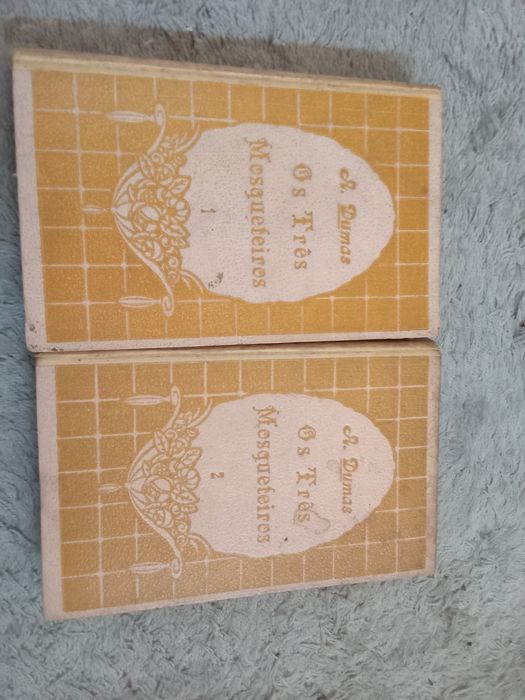 A. Dumas
Os Três
Mosqueteiros
1
A. Dumas
Os Três
Mosqueteiros
2